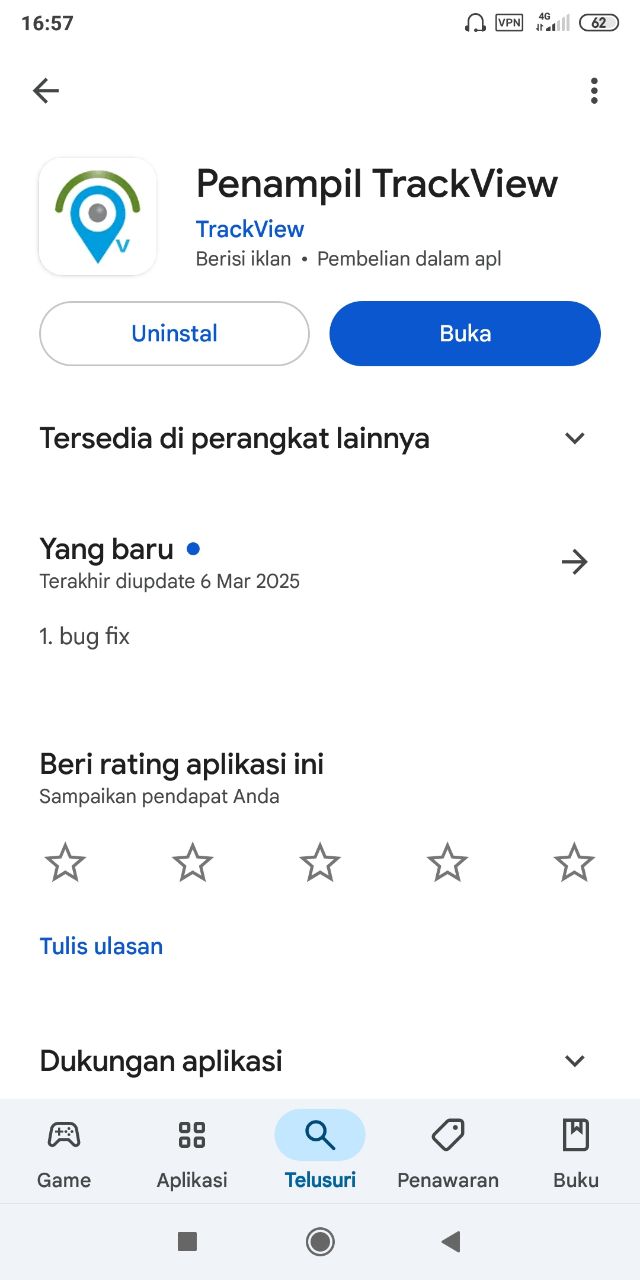 16:57
VPN
4G
62
Penampil TrackView
TrackView
Berisi iklan • Pembelian dalam apl
V
Uninstal
Buka
Tersedia di perangkat lainnya
Yang baru
Terakhir diupdate 6 Mar 2025
1. bug fix
Beri rating aplikasi ini
Sampaikan pendapat Anda
Tulis ulasan
Dukungan aplikasi
Game
Aplikasi
Telusuri
Penawaran
Buku